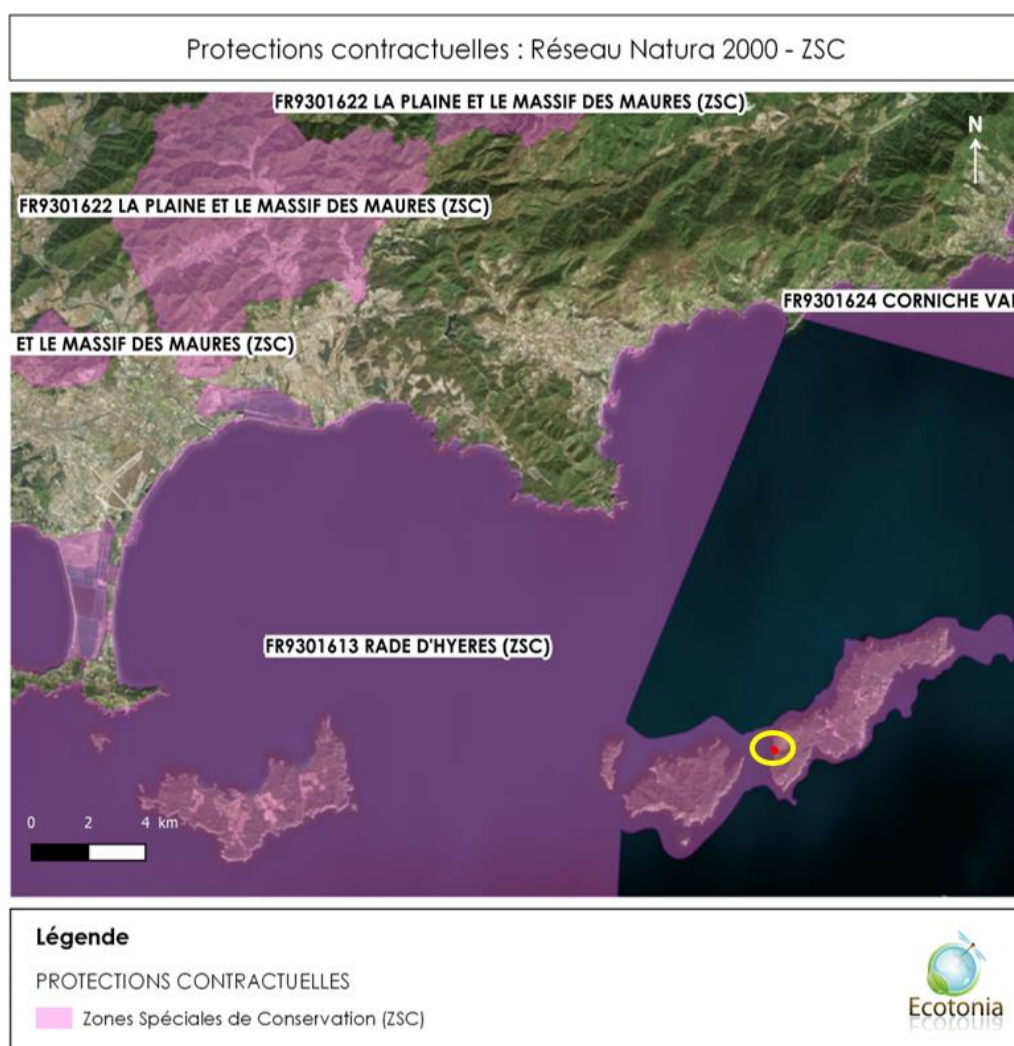 Protections contractuelles : Réseau Natura 2000 - ZSC
FR9301622 LA PLAINE ET LE MASSIF DES MAURES (ZSC)
N
FR9301622 LA PLAINE ET LE MASSIF DES MAURES (ZSC)
FR9301624 CORNICHE VA
ET LE MASSIF DES MAURES (ZSC)
FR9301613 RADE D'HYERES (ZSC)
0 2 4 km
Légende
PROTECTIONS CONTRACTUELLES
Zones Spéciales de Conservation (ZSC)
Ecotonia